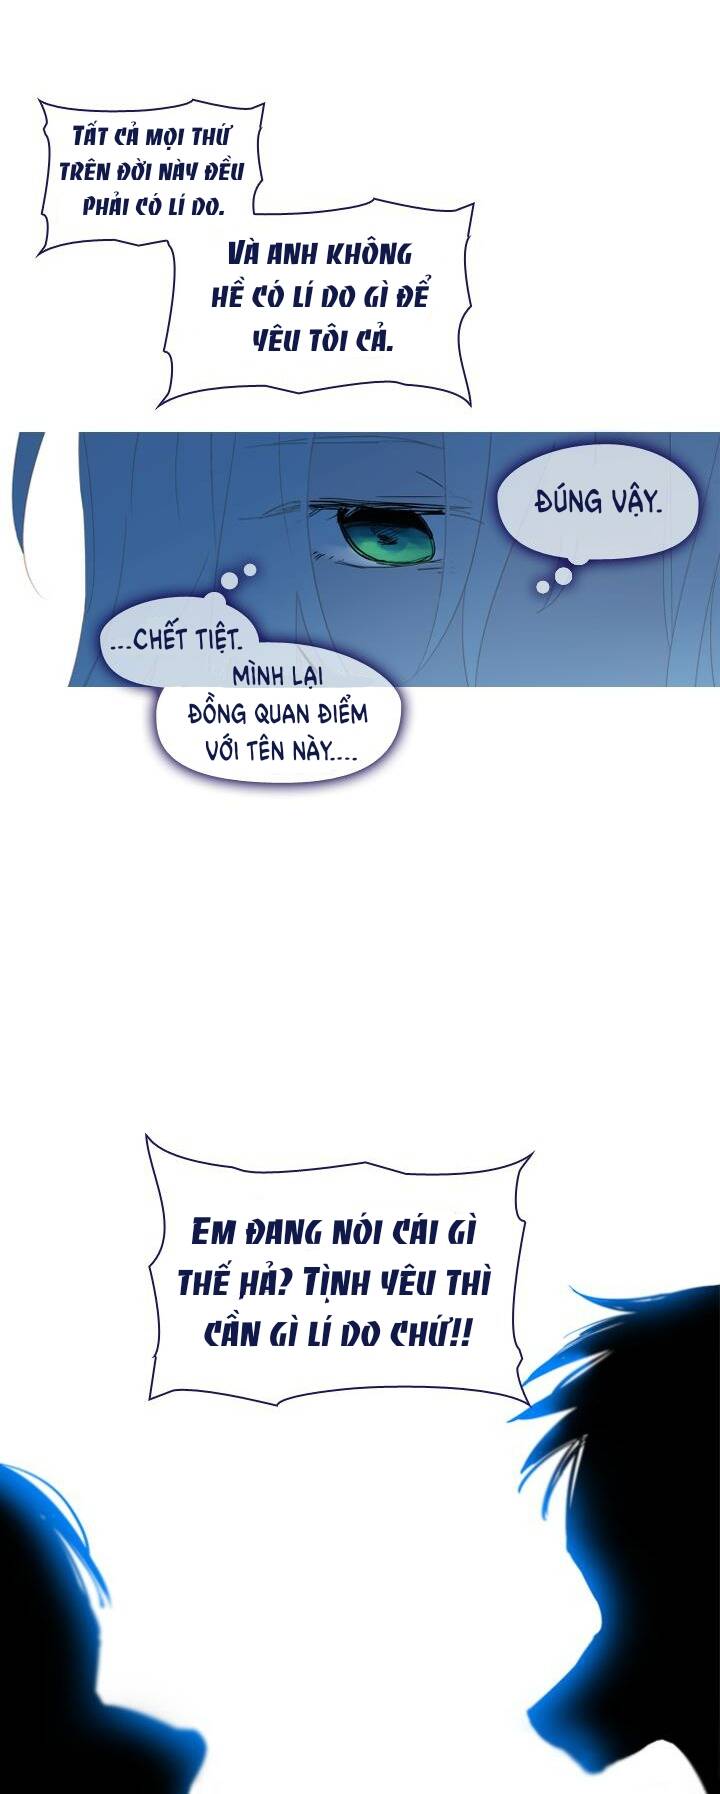 TẤT CẢ MỌI THỨ
TRÊN ĐỜI NÀY ĐỀU
PHẢI CÓ LÍ DO.
VÀ ANH KHÔNG
HỀ CÓ LÍ DO GÌ ĐỂ
YÊU TÔI CẢ.
ĐÚNG VẬY.
...CHẾT TIỆT.
MÌNH LẠI
ĐỒNG QUAN ĐIỂM
VỚI TÊN NÀY....
EM ĐANG NÓI CÁI GÌ
THẾ HẢ? TỊNH YÊU THÌ
CẦN GÌ LÍ DO CHỨ!!